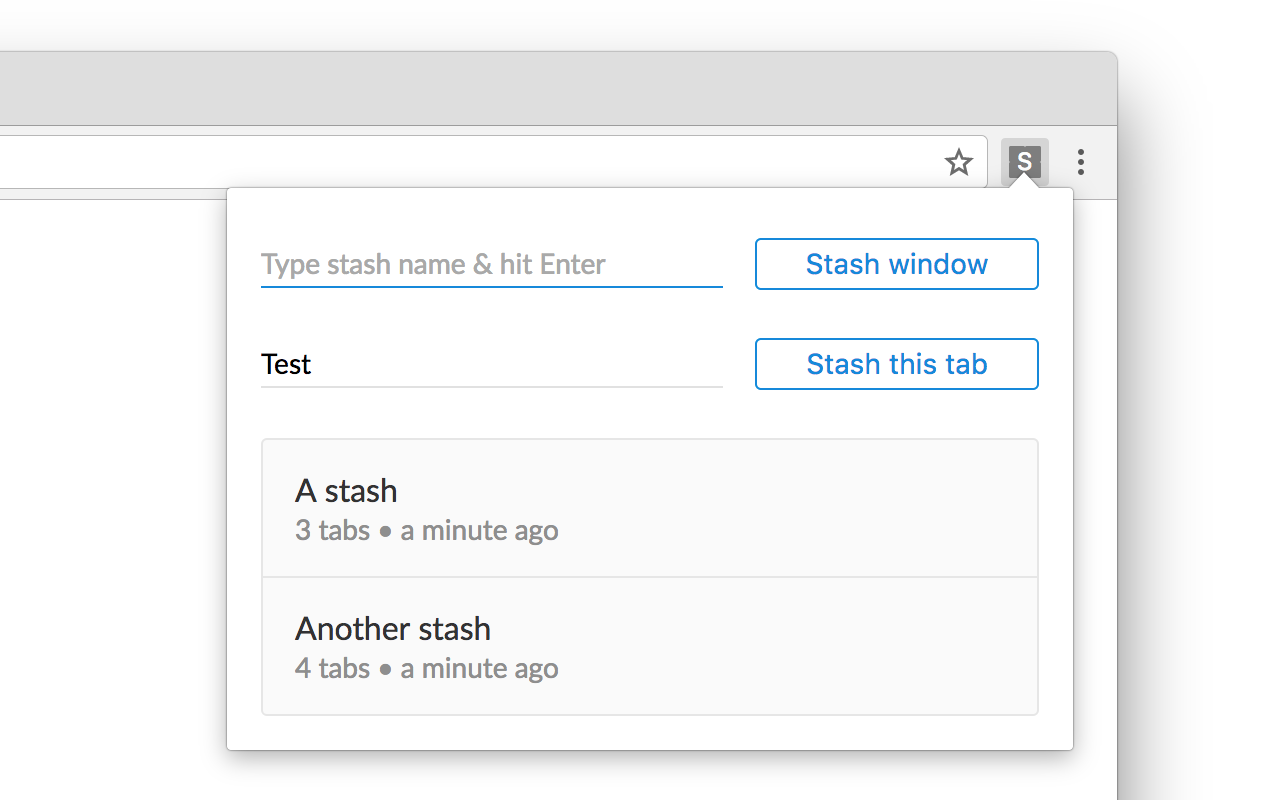 S
Type stash name & hit Enter
Stash window
Test
Stash this tab
A stash
3 tabs • a minute ago
Another stash
4 tabs • a minute ago